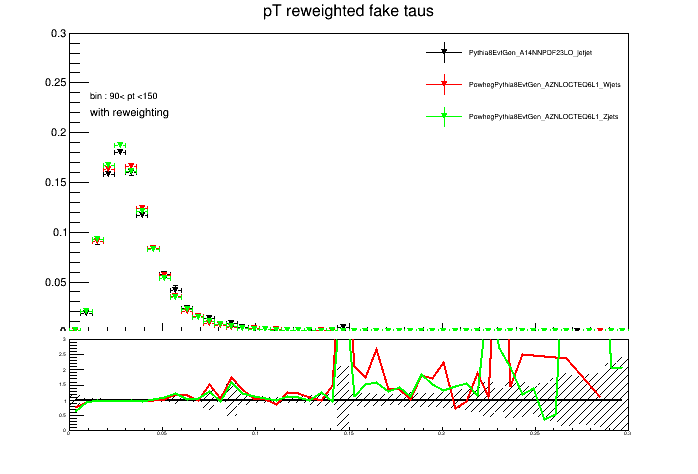 pT reweighted fake taus
0.3
Pythia8EvtGen_A14NNPDF23LO_jetjet
0.25
PowhegPythia8EvtGen_AZNLOCTEQ6L1_Wjets
bin : 90< pt <150
with reweighting
PowhegPythia8EvtGen_AZNLOCTEQ6L1_Zjets
0.2
0.15
0.1
0.05
3
2.5
2
1.5
1
0.5
0
0 0.05 0.1 0.15 0.2 0.25 0.3